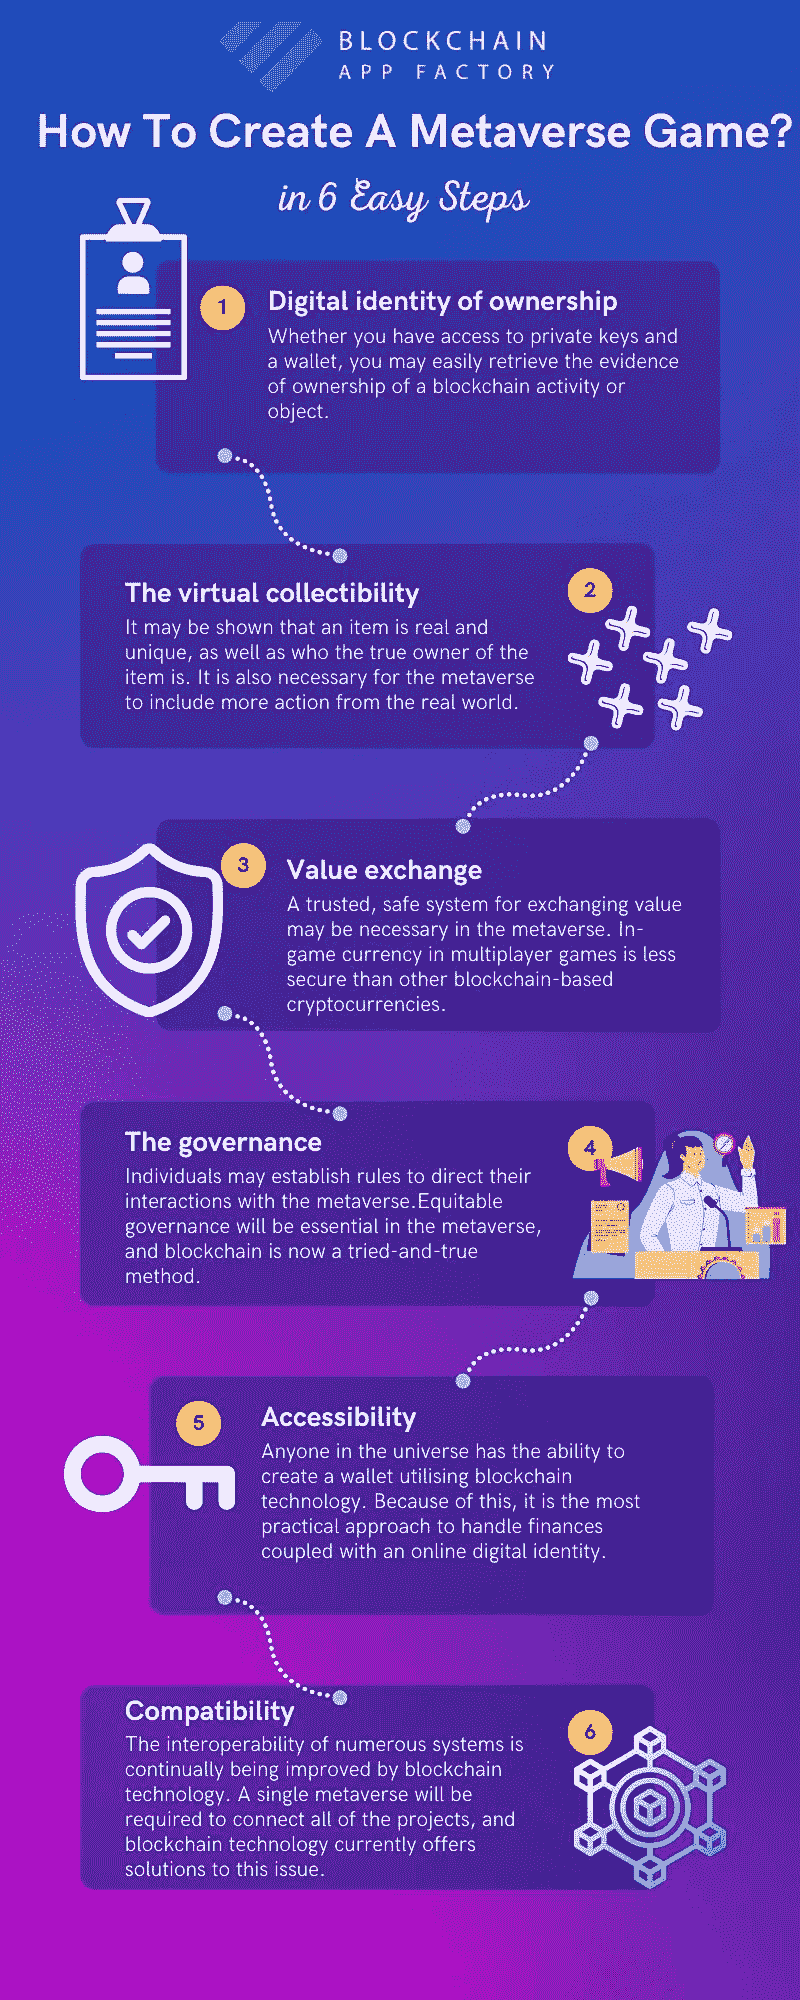 BLOCKCHAIN
APP FACTORY
How To Create A Metaverse Game?
in 6 Easy Steps
1
Digital identity of ownership
Whether you have access to private keys and
a wallet, you may easily retrieve the evidence
of ownership of a blockchain activity or
object.
The virtual collectibility
2
It may be shown that an item is real and
unique, as well as who the true owner of the
item is. It is also necessary for the metaverse
to include more action from the real world.
3
Value exchange
A trusted, safe system for exchanging value
may be necessary in the metaverse. In-
game currency in multiplayer games is less
secure than other blockchain-based
cryptocurrencies.
The governance
4
Individuals may establish rules to direct their
interactions with the metaverse.Equitable
governance will be essential in the metaverse,
and blockchain is now a tried-and-true
method.
5
Accessibility
Anyone in the universe has the ability to
create a wallet utilising blockchain
technology. Because of this, it is the most
practical approach to handle finances
coupled with an online digital identity.
Compatibility
6
The interoperability of numerous systems is
continually being improved by blockchain
technology. A single metaverse will be
required to connect all of the projects, and
blockchain technology currently offers
solutions to this issue.